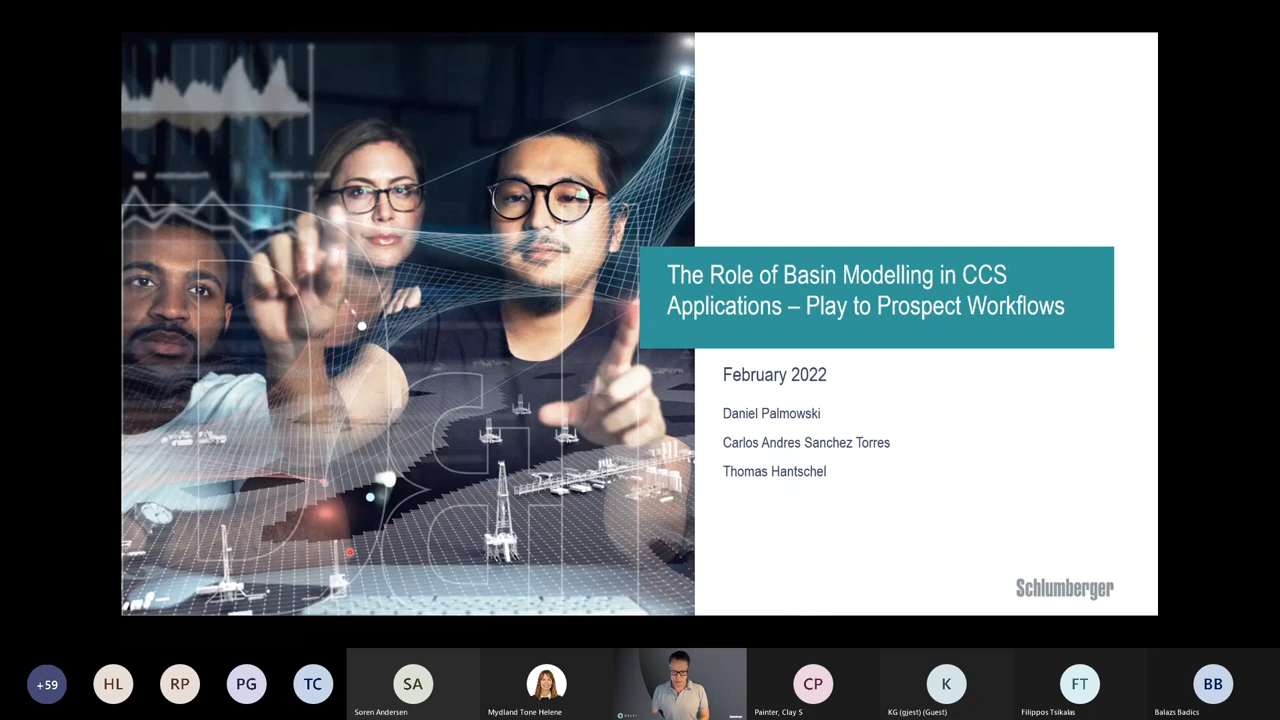 The Role of Basin Modelling in CCS
Applications – Play to Prospect Workflows
February 2022
Daniel Palmowski
Carlos Andres Sanchez Torres
Thomas Hantschel
Schlumberger
+59
HL
RP
PG
TC
SA
Soren Andersen
Mydland Tone Helene
CP
Painter, Clay S
K
KG (gjest) (Guest)
FT
Filippos Tsikalas
BB
Balazs Badics